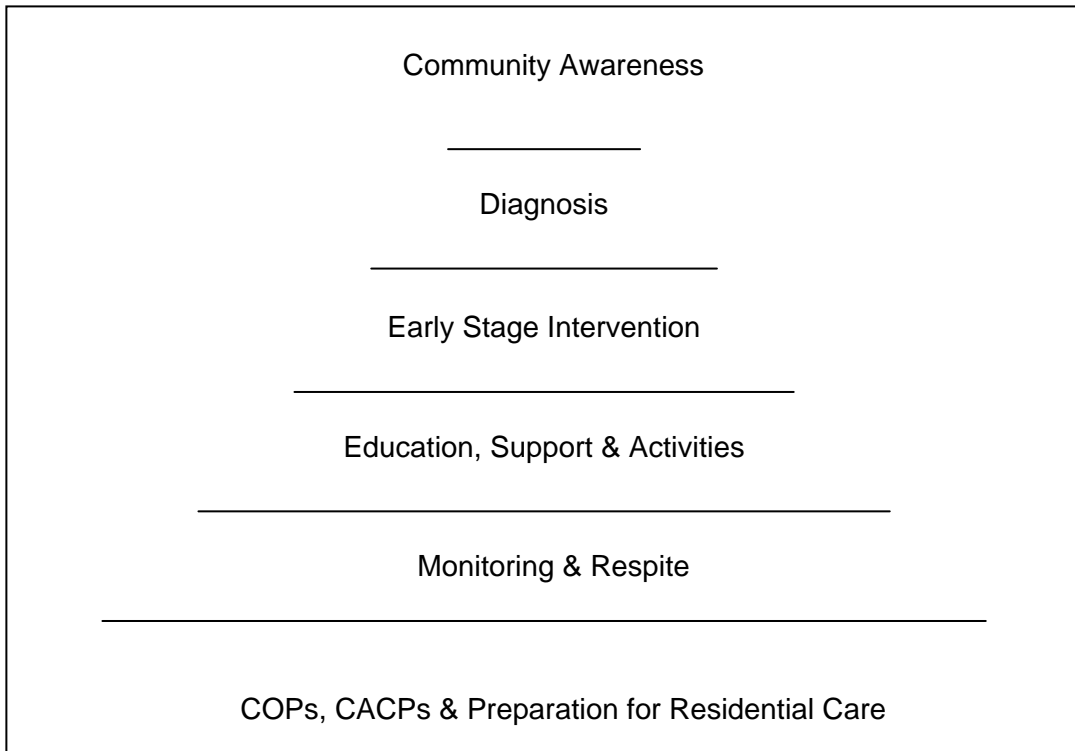 Community Awareness
Diagnosis
Early Stage Intervention
Education, Support & Activities
Monitoring & Respite
COPs, CACPs & Preparation for Residential Care